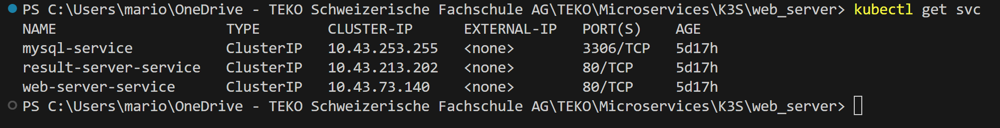 PS C:\Users\mario\OneDrive - TEKO Schweizerische Fachschule AG\TEKO\Microservices\K3S\web_server> kubectl get svc
NAME TYPE CLUSTER-IP EXTERNAL-IP PORT(S) AGE
mysql-service ClusterIP 10.43.253.255 <none> 3306/TCP 5d17h
result-server-service ClusterIP 10.43.213.202 <none> 80/TCP 5d17h
web-server-service ClusterIP 10.43.73.140 <none> 80/TCP 5d17h
PS C:\Users\mario\OneDrive - TEKO Schweizerische Fachschule AG\TEKO\Microservices\K3S\web_server>